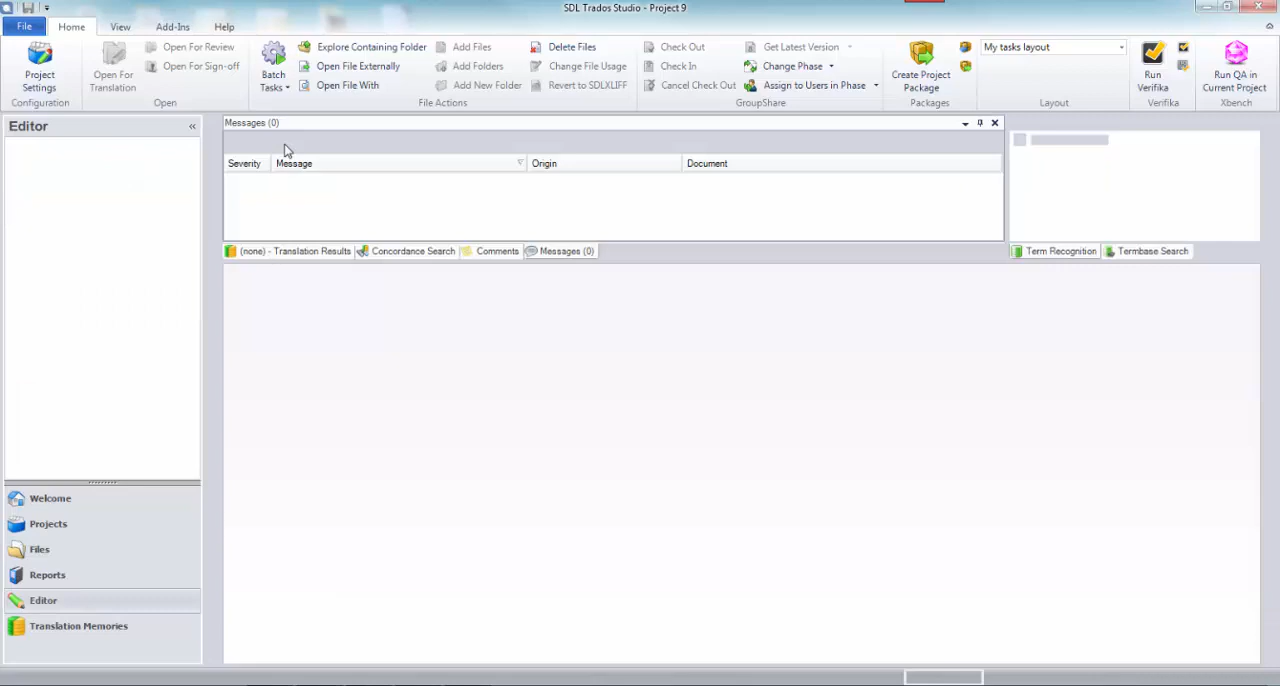 SDL Trados Studio - Project 9
File Home View Add-Ins Help
Project Settings
Configuration
Open For Translation
Open For Review
Open For Sign-off
Open
Batch Tasks
Explore Containing Folder
Open File Externally
Open File With
Add Files
Add Folders
Add New Folder
Delete Files
Change File Usage
Revert to SDLXLIFF
File Actions
Check Out
Check In
Cancel Check Out
Get Latest Version
Change Phase
Assign to Users in Phase
GroupShare
Create Project Package
Packages
My tasks layout
Layout
Run Verifika
Verifika
Run QA in Current Project
Xbench
Editor
Messages (0)
Severity Message Origin Document
(none) - Translation Results Concordance Search Comments Messages (0)
Term Recognition Termbase Search
Welcome
Projects
Files
Reports
Editor
Translation Memories